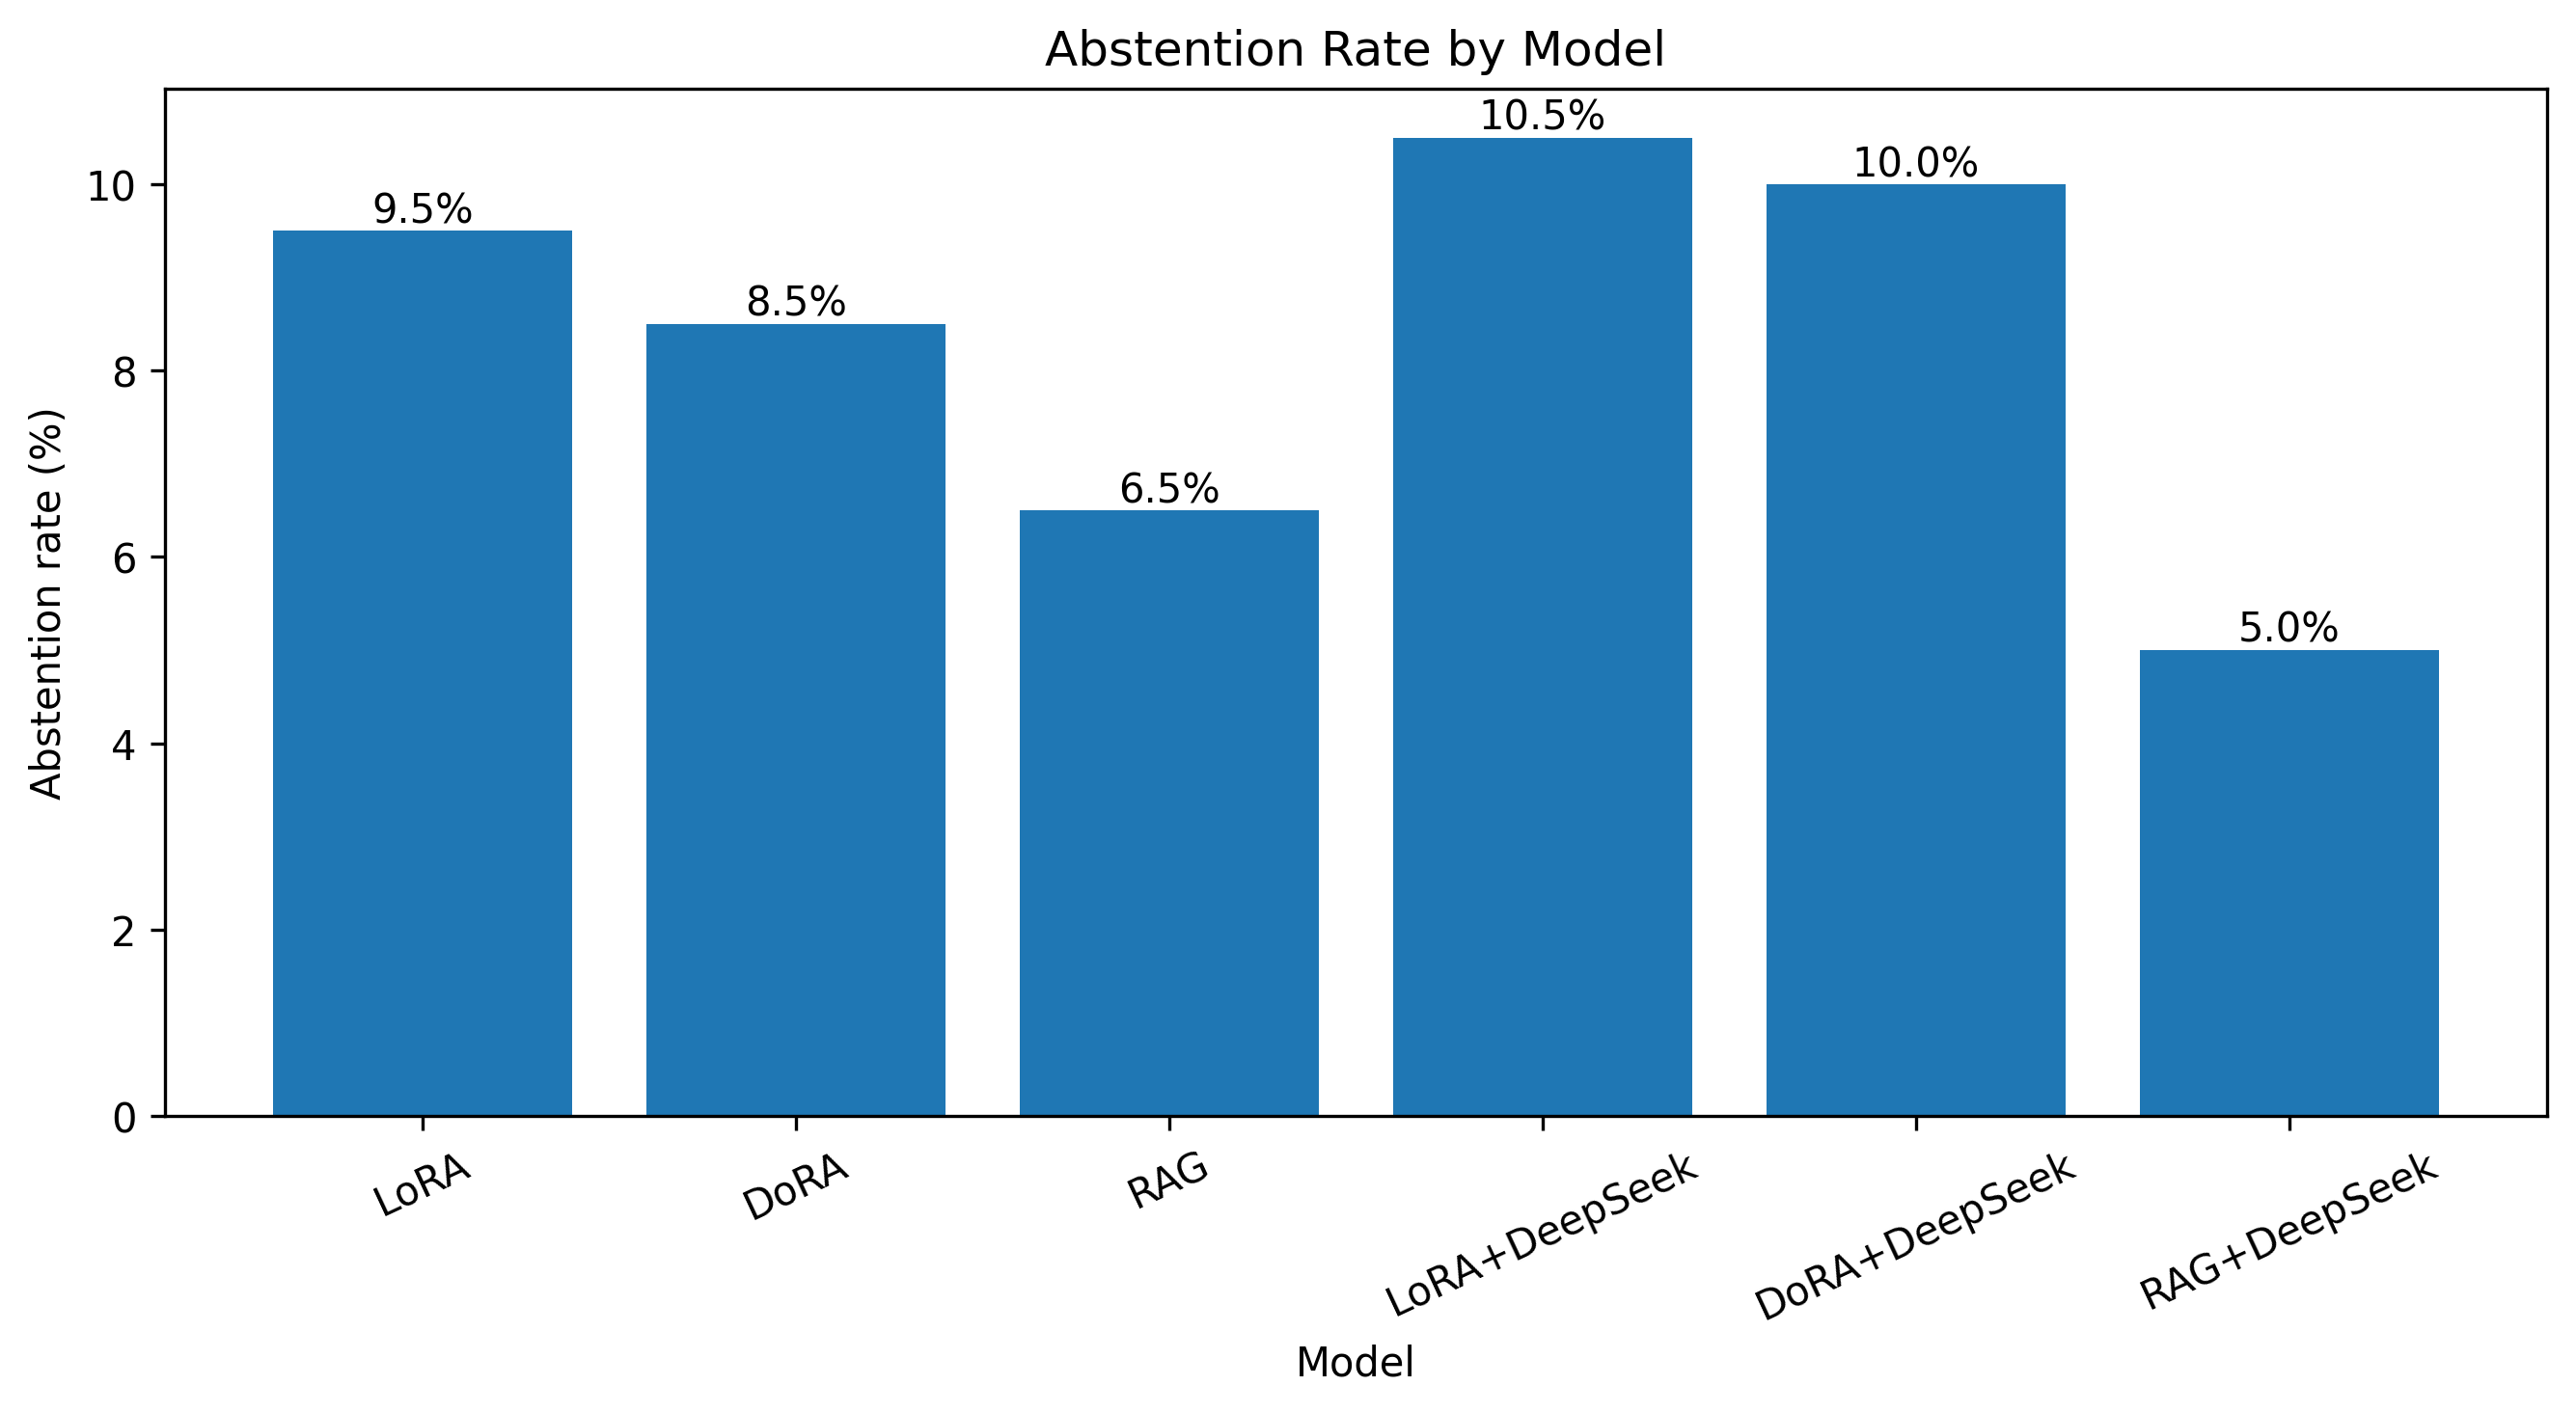 Abstention Rate by Model
Abstention rate (%)
10
8
6
4
2
0
9.5%
8.5%
6.5%
10.5%
10.0%
5.0%
LoRA
DoRA
RAG
LoRA+DeepSeek
DoRA+DeepSeek
RAG+DeepSeek
Model